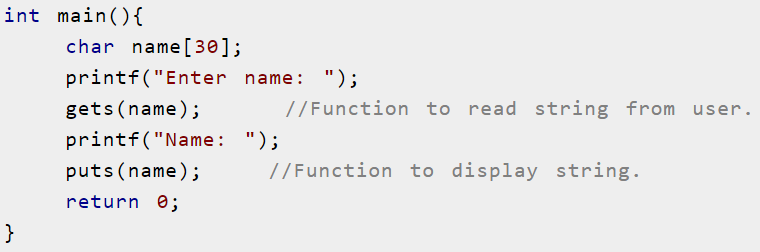 int main(){
char name[30];
printf("Enter name: ");
gets(name); //Function to read string from user.
printf("Name: ");
puts(name); //Function to display string.
return 0;
}